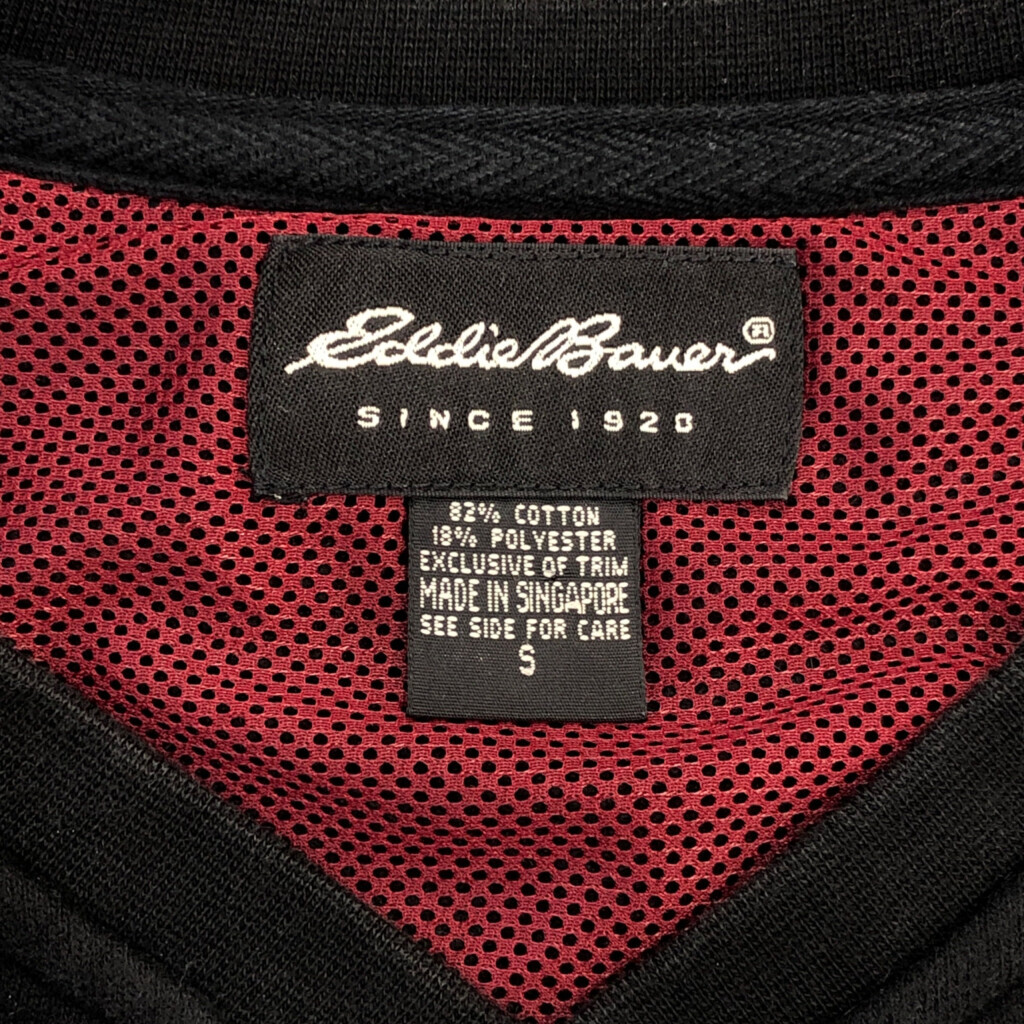 Eddie Bauer®
SINCE 1920
82% COTTON
18% POLYESTER
EXCLUSIVE OF TRIM
MADE IN SINGAPORE
SEE SIDE FOR CARE
S